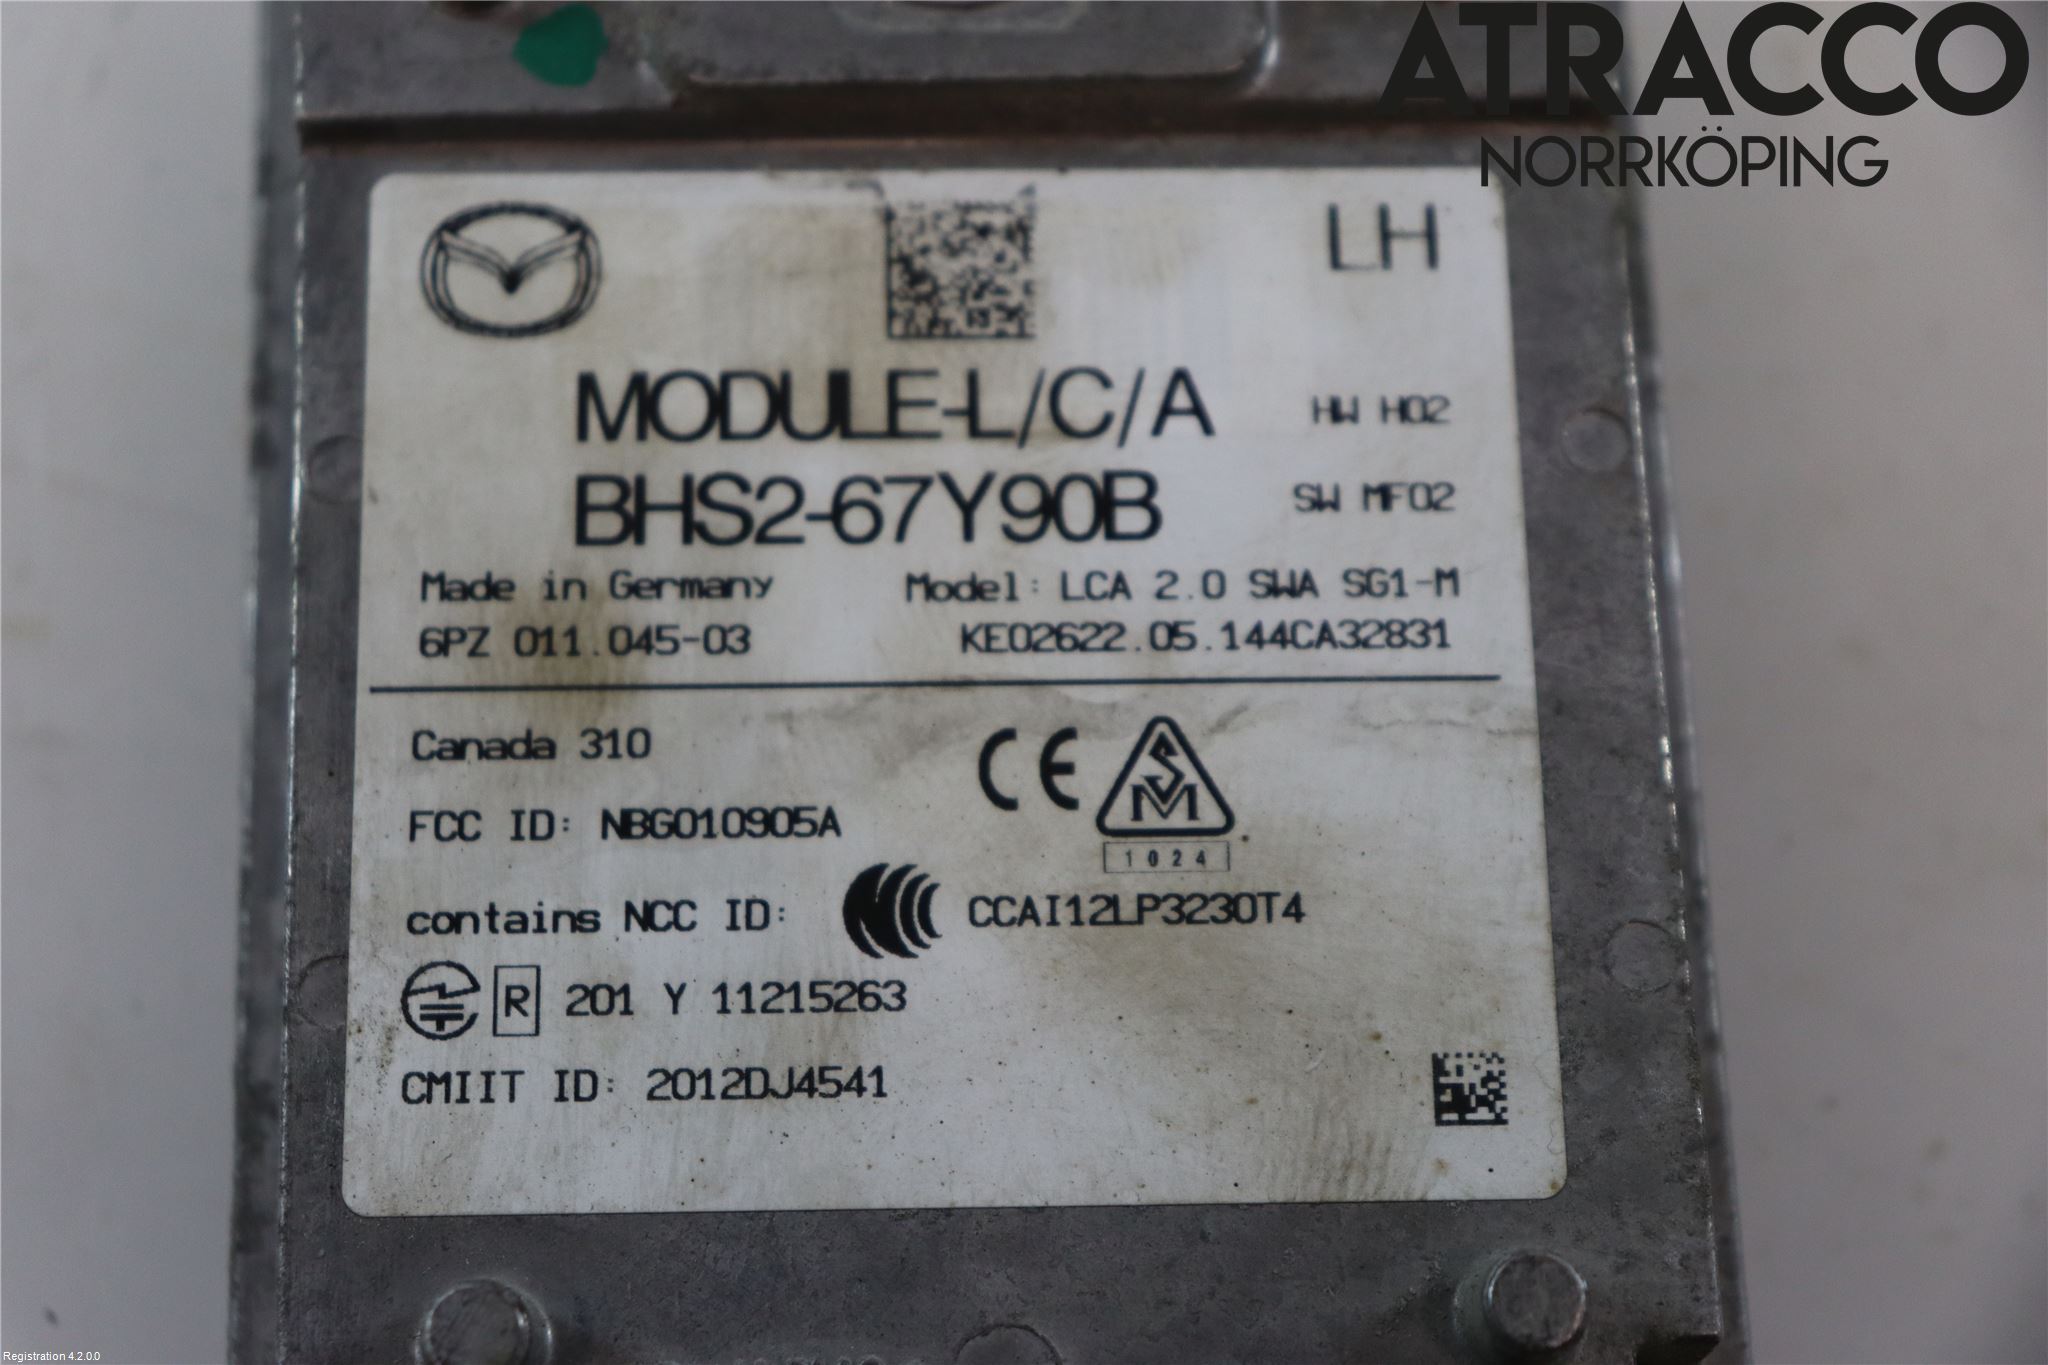 ATRACCO
NORRKÖPING
LH
MODULE-L/C/A
HW H02
BHS2-67Y90B
SW MF02
Made in Germany
Model: LCA 2.0 SWA SG1-M
6PZ 011.045-03
KE02622.05.144CA32831
Canada 310
CE
SM
1024
FCC ID: NBG010905A
contains NCC ID:
CCAI12LP3230T4
R 201 Y 11215263
CMIIT ID: 2012DJ4541
Registration 4.2.0.0